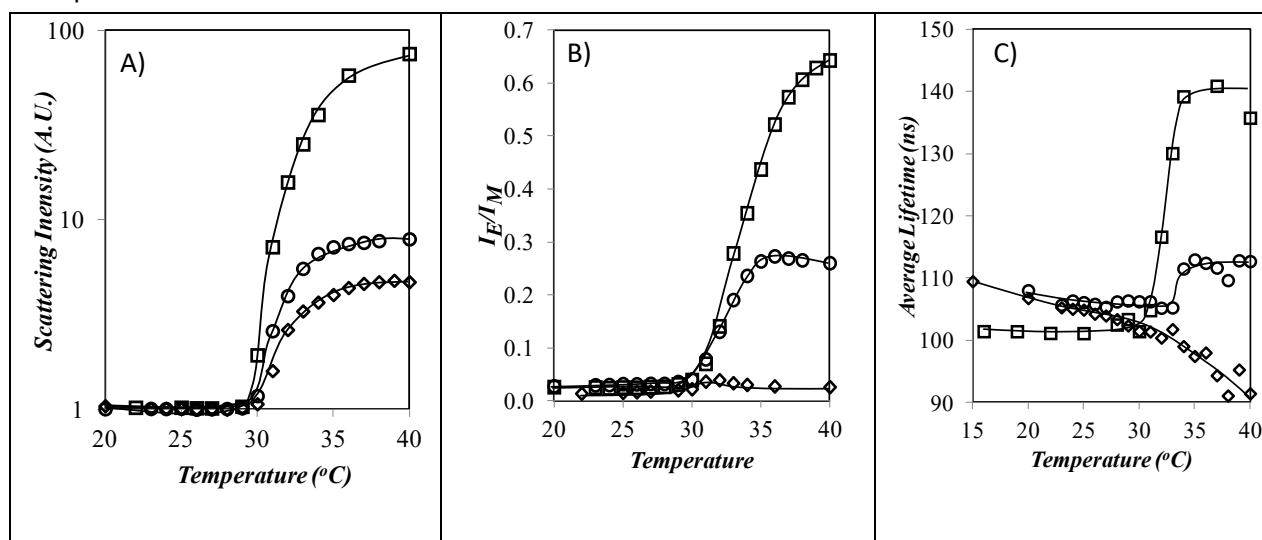 A)
Scattering Inensity (A.U.)
100
10
1
20 25 30 35 40
Temperature (°C)
B)
I_E/I_M
0.7
0.6
0.5
0.4
0.3
0.2
0.1
0.0
20 25 30 35 40
Temperature
C)
Average Lifetime (ns)
150
140
130
120
110
100
90
15 20 25 30 35 40
Temperature (°C)